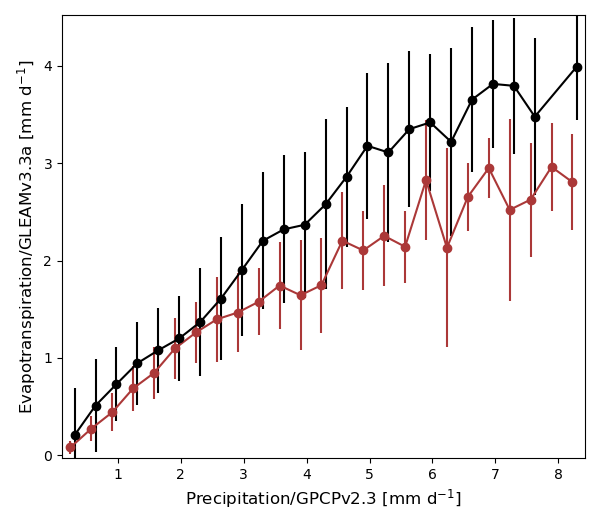 Evapotranspiration/GLEAMv3.3a [mm d⁻¹]
4
3
2
1
0
1 2 3 4 5 6 7 8
Precipitation/GPCPv2.3 [mm d⁻¹]